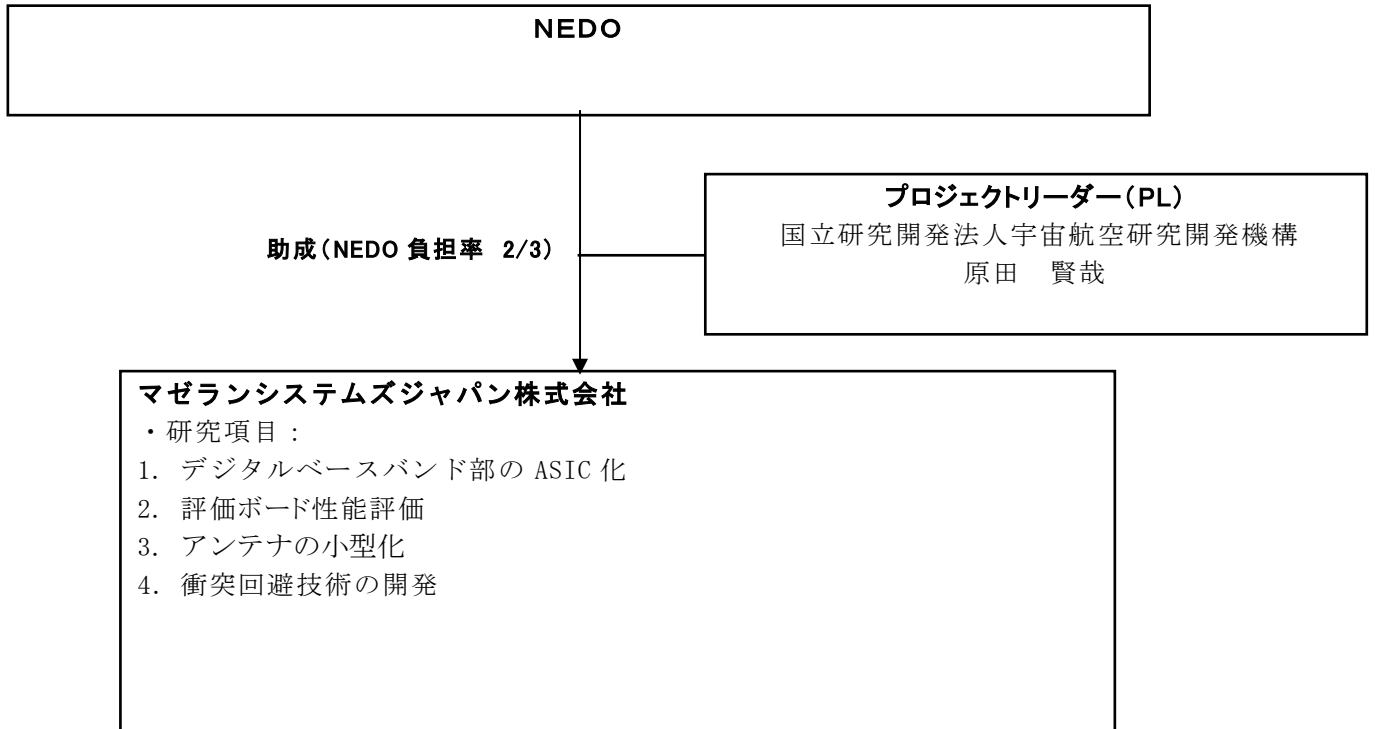 NEDO
助成(NEDO 負担率 2/3)
プロジェクトリーダー(PL)
国立研究開発法人宇宙航空研究開発機構
原田 賢哉
マゼランシステムズジャパン株式会社
・研究項目:
1. デジタルベースバンド部の ASIC 化
2. 評価ボード性能評価
3. アンテナの小型化
4. 衝突回避技術の開発